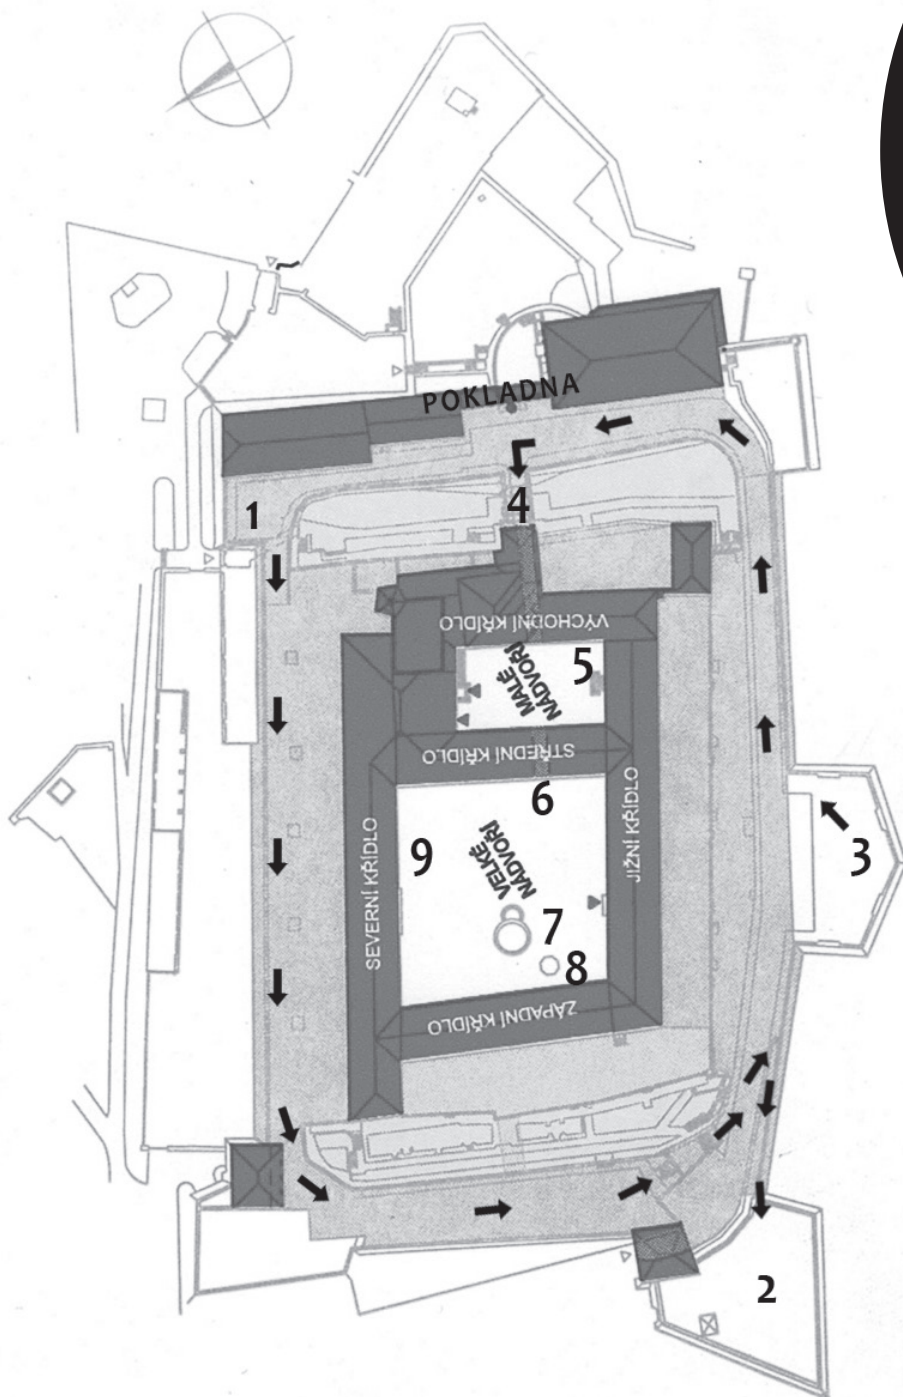 POKLADNA
1
4
VÝCHODNÍ KŘÍDLO
MALÉ
NÁDVOŘÍ
5
STŘEDNÍ KŘÍDLO
6
SEVERNÍ KŘÍDLO
9
VELKÉ
NÁDVOŘÍ
JIŽNÍ KŘÍDLO
3
7
8
ZÁPADNÍ KŘÍDLO
2